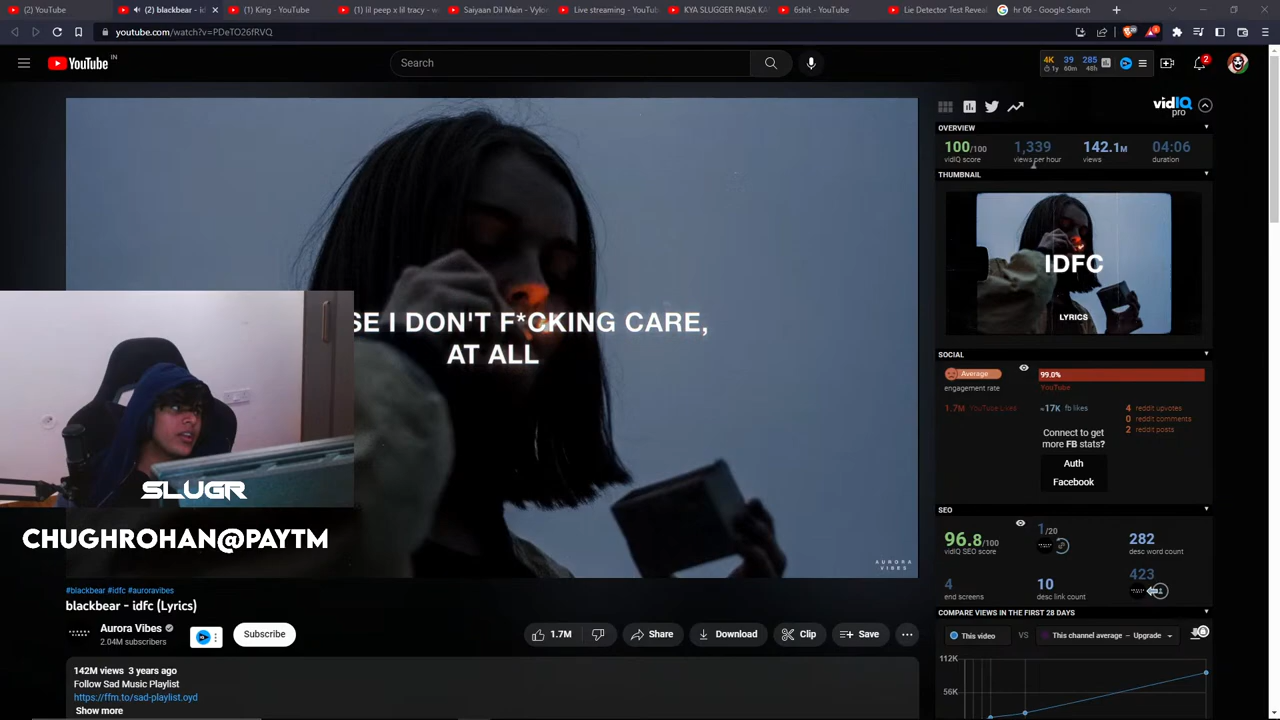 (2) YouTube
(2) blackbear - id
(1) King - YouTube
(1) lil peep x lil tracy - w
Saiyaan Dil Main - Vylo
Live streaming - YouTub
KYA SLUGGER PAISA KA
6shit - YouTube
Lie Detector Test Reveal
hr 06 - Google Search
youtube.com/watch?v=PDeTO26fRVQ
YouTube IN
Search
4K 39 285
1y 60m 48h
2
vidIQ
pro
OVERVIEW
100/100 1,339 142.1M 04:06
vidIQ score views per hour views duration
THUMBNAIL
IDFC
LYRICS
SE I DON'T F*CKING CARE,
AT ALL
AURORA
VIBES
SLUGR
CHUGHROHAN@PAYTM
SOCIAL
Average 99.0%
engagement rate YouTube
1.7M YouTube Likes ≈17K fb likes 4 reddit upvotes
0 reddit comments
2 reddit posts
Connect to get
more FB stats?
Auth
Facebook
SEO
96.8/100 1/20 282
vidIQ SEO score desc word count
4 10 423
end screens desc link count
COMPARE VIEWS IN THE FIRST 28 DAYS
This video VS This channel average – Upgrade
112K
56K
#blackbear #idfc #auroravibes
blackbear - idfc (Lyrics)
Aurora Vibes
2.04M subscribers
Subscribe
1.7M Share Download Clip Save
142M views 3 years ago
Follow Sad Music Playlist
https://ffm.to/sad-playlist.oyd
Show more